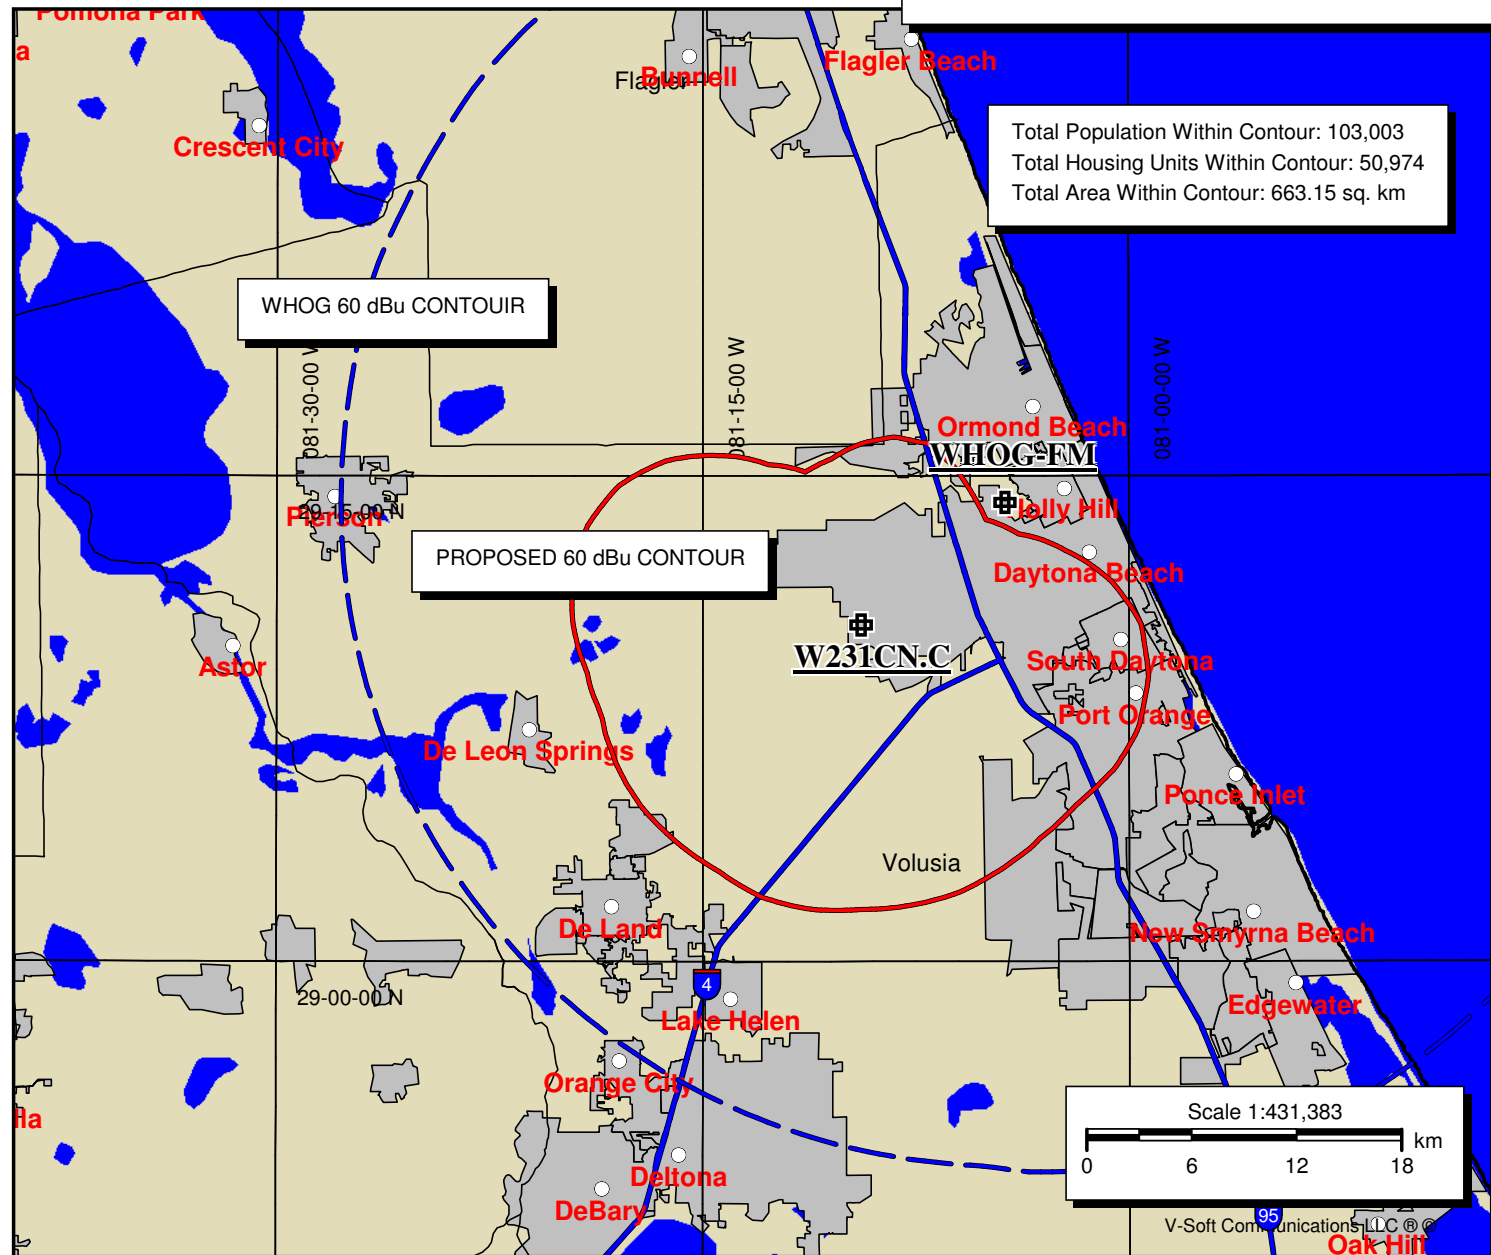 Pomona Park
a
Bunnell
Flagler
Flagler Beach
Crescent City
Total Population Within Contour: 103,003
Total Housing Units Within Contour: 50,974
Total Area Within Contour: 663.15 sq. km
WHOG 60 dBu CONTOUIR
081-30-00 W
081-15-00 W
081-00-00 W
Ormond Beach
WHOG-FM
Holly Hill
29-15-00 N
Pierson
PROPOSED 60 dBu CONTOUR
Daytona Beach
W231CN.C
South Daytona
Astor
Port Orange
De Leon Springs
Ponce Inlet
Volusia
De Land
New Smyrna Beach
4
29-00-00 N
Edgewater
Lake Helen
Orange City
lla
Scale 1:431,383
km
0 6 12 18
Deltona
DeBary
95
V-Soft Communications LLC ® ©
Oak Hill